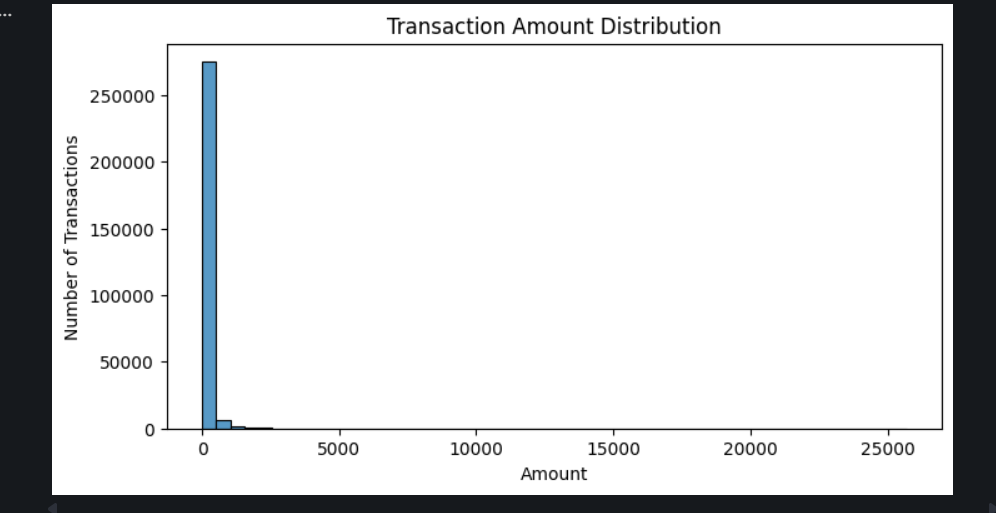 ...
Transaction Amount Distribution
250000
200000
150000
100000
50000
0
Number of Transactions
0 5000 10000 15000 20000 25000
Amount